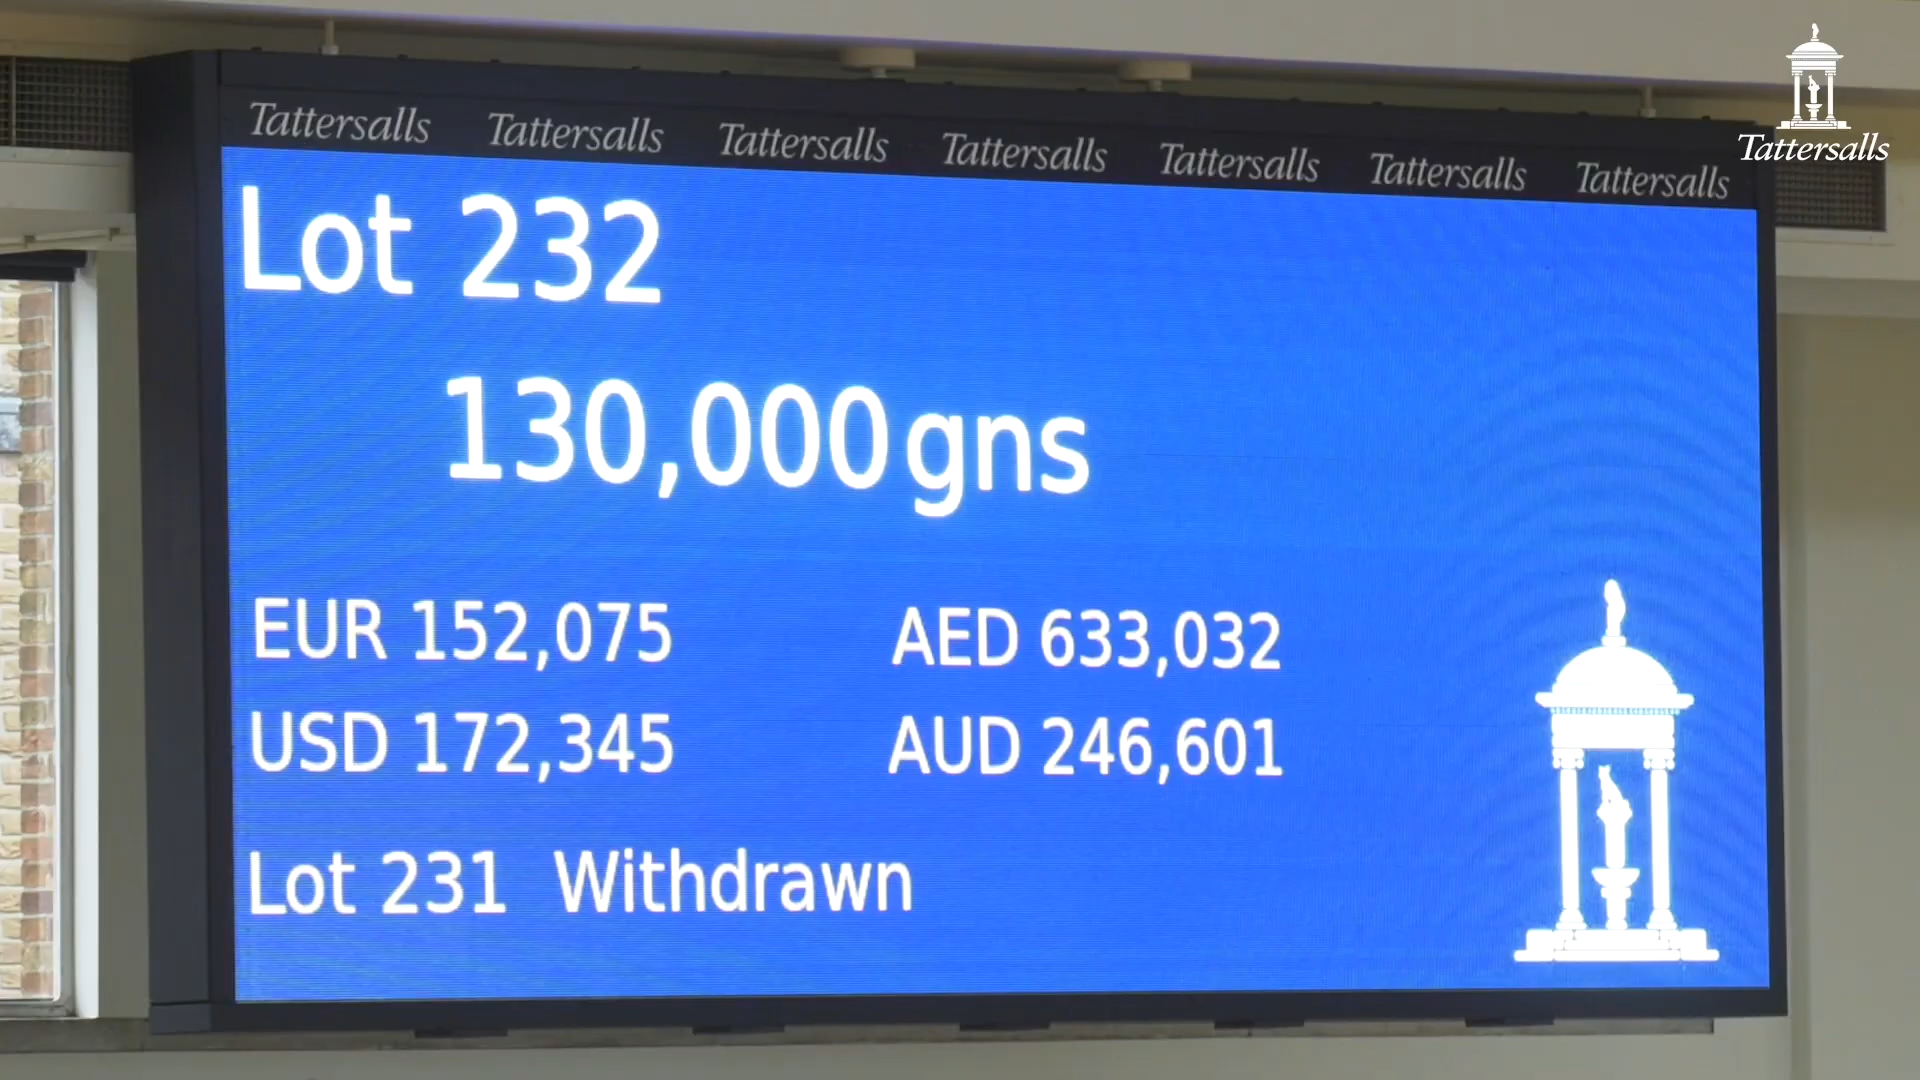 Tattersalls
Tattersalls Tattersalls Tattersalls Tattersalls Tattersalls Tattersalls Tattersalls
Lot 232
130,000 gns
EUR 152,075 AED 633,032
USD 172,345 AUD 246,601
Lot 231 Withdrawn